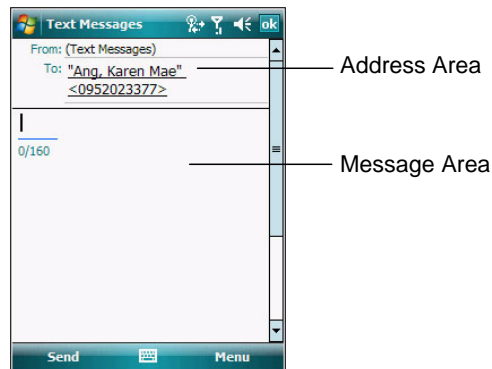 Text Messages ok
From: (Text Messages)
To: "Ang, Karen Mae"
<0952023377>
Address Area
0/160
Message Area
Send Menu